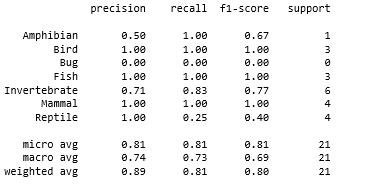 precision recall f1-score support
Amphibian 0.50 1.00 0.67 1
Bird 1.00 1.00 1.00 3
Bug 0.00 0.00 0.00 0
Fish 1.00 1.00 1.00 3
Invertebrate 0.71 0.83 0.77 6
Mammal 1.00 1.00 1.00 4
Reptile 1.00 0.25 0.40 4
micro avg 0.81 0.81 0.81 21
macro avg 0.74 0.73 0.69 21
weighted avg 0.89 0.81 0.80 21